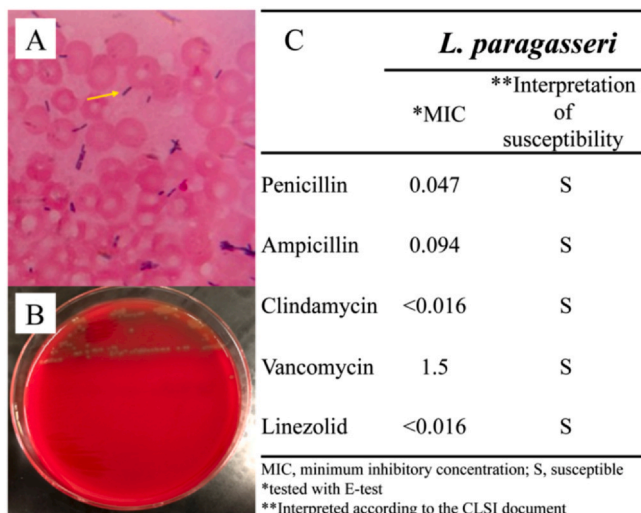 A
B
C
L. paragasseri
*MIC
**Interpretation
of
susceptibility
Penicillin 0.047 S
Ampicillin 0.094 S
Clindamycin <0.016 S
Vancomycin 1.5 S
Linezolid <0.016 S
MIC, minimum inhibitory concentration; S, susceptible
*tested with E-test
**Interpreted according to the CLSI document